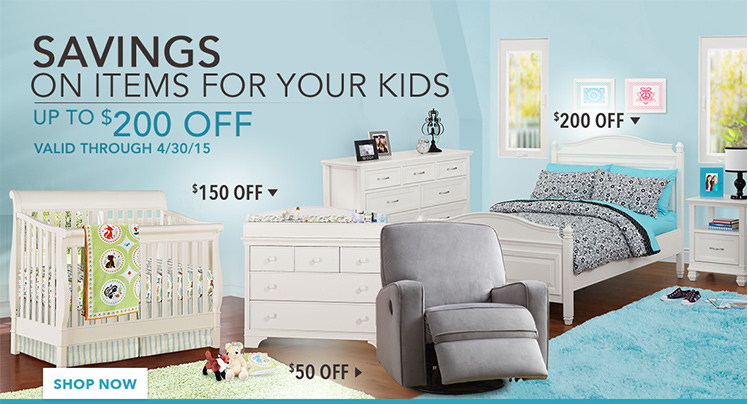 SAVINGS
ON ITEMS FOR YOUR KIDS
UP TO $200 OFF
VALID THROUGH 4/30/15
$200 OFF
$150 OFF
$50 OFF
SHOP NOW